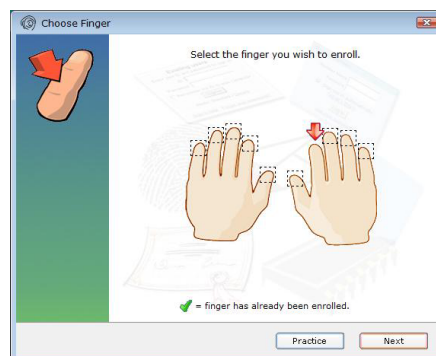 Choose Finger
Select the finger you wish to enroll.
= finger has already been enrolled.
Practice
Next